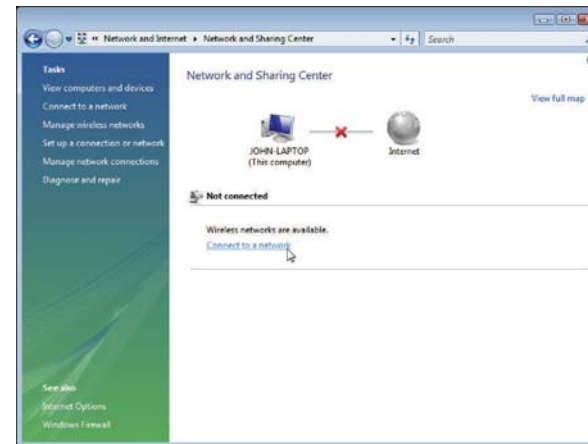 Network and Internet ▸ Network and Sharing Center
Search
Tasks
View computers and devices
Connect to a network
Manage wireless networks
Set up a connection or network
Manage network connections
Diagnose and repair
See also
Internet Options
Windows Firewall
Network and Sharing Center
View full map
JOHN-LAPTOP
(This computer)
Internet
Not connected
Wireless networks are available.
Connect to a network